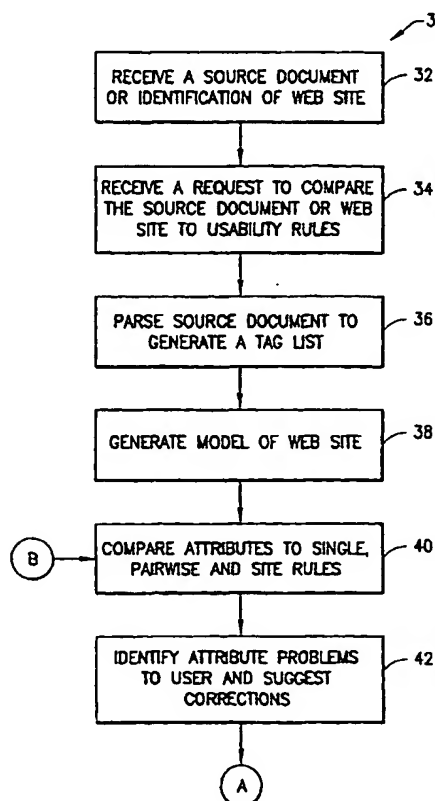 3
RECEIVE A SOURCE DOCUMENT
OR IDENTIFICATION OF WEB SITE
32
RECEIVE A REQUEST TO COMPARE
THE SOURCE DOCUMENT OR WEB
SITE TO USABILITY RULES
34
PARSE SOURCE DOCUMENT TO
GENERATE A TAG LIST
36
GENERATE MODEL OF WEB SITE
38
B
COMPARE ATTRIBUTES TO SINGLE,
PAIRWISE AND SITE RULES
40
IDENTIFY ATTRIBUTE PROBLEMS
TO USER AND SUGGEST
CORRECTIONS
42
A